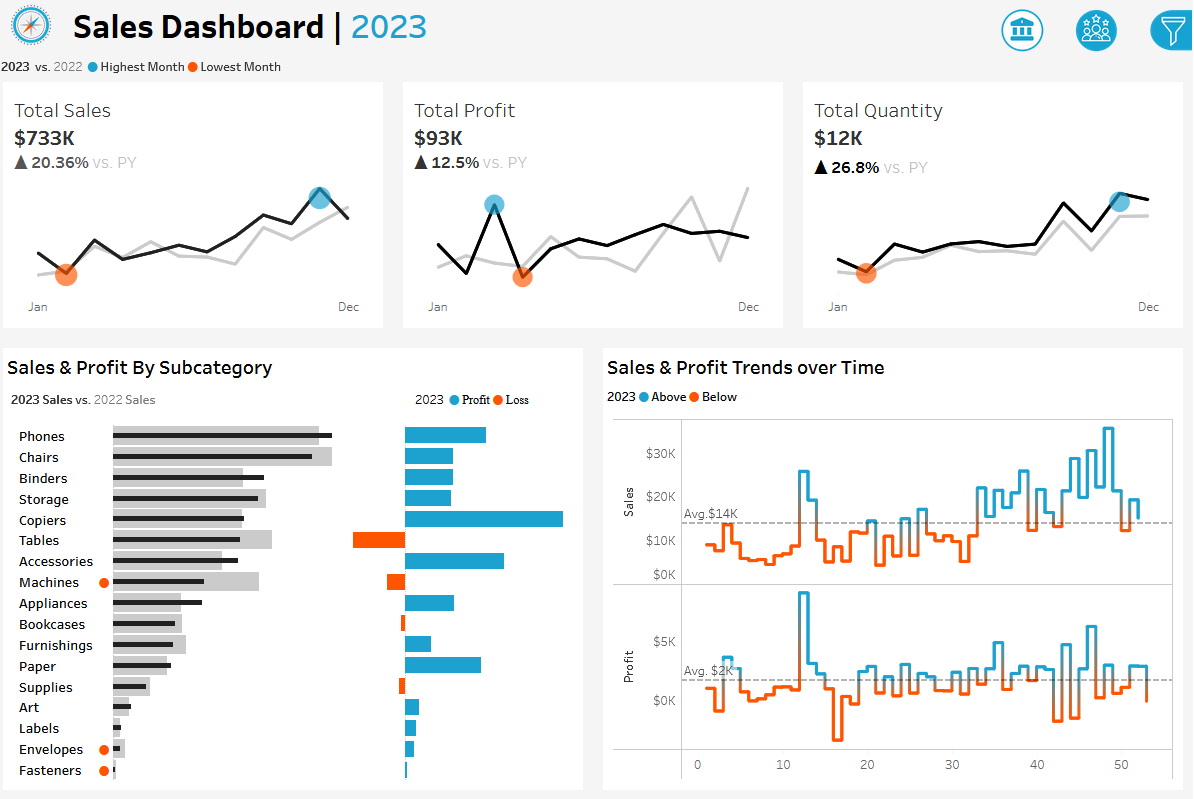 Sales Dashboard | 2023
2023 vs. 2022 Highest Month Lowest Month
Total Sales
$733K
▲ 20.36% vs. PY
Jan Dec
Total Profit
$93K
▲ 12.5% vs. PY
Jan Dec
Total Quantity
$12K
▲ 26.8% vs. PY
Jan Dec
Sales & Profit By Subcategory
2023 Sales vs. 2022 Sales
2023 Profit Loss
Phones
Chairs
Binders
Storage
Copiers
Tables
Accessories
Machines
Appliances
Bookcases
Furnishings
Paper
Supplies
Art
Labels
Envelopes
Fasteners
Sales & Profit Trends over Time
2023 Above Below
Sales
$30K
$20K
Avg.$14K
$10K
$0K
Profit
$5K
Avg. $2K
$0K
0 10 20 30 40 50